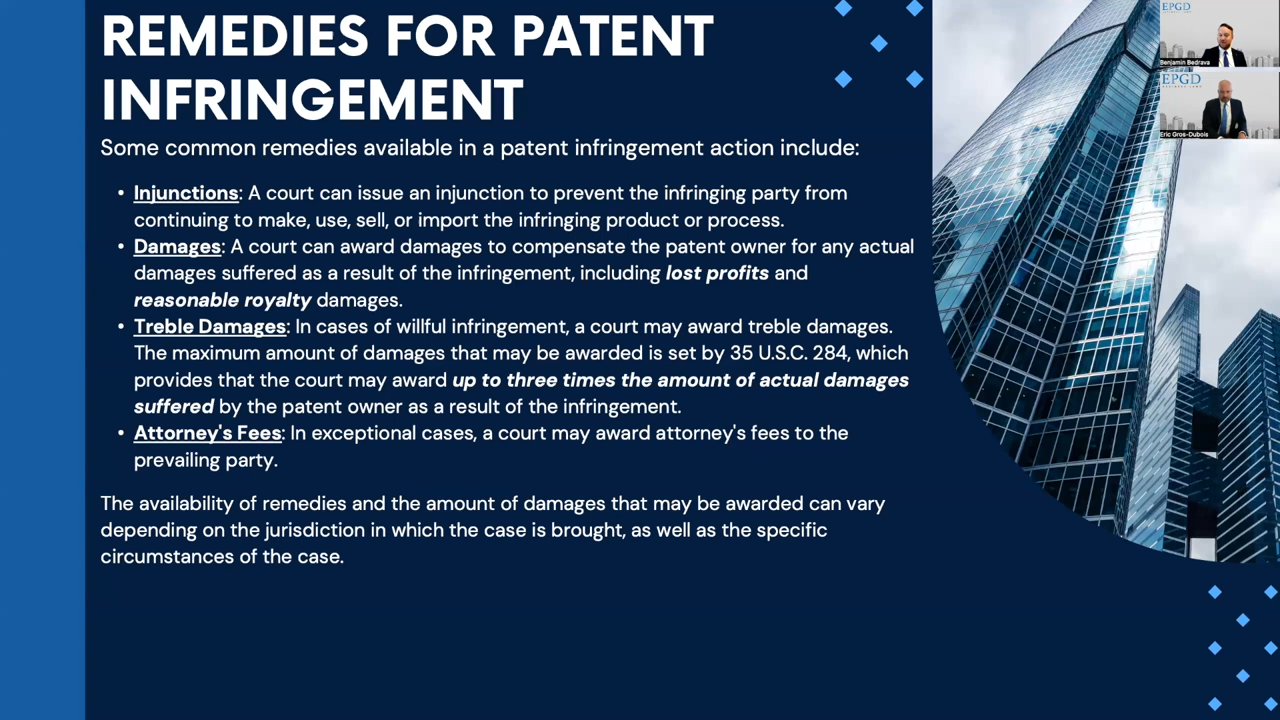 REMEDIES FOR PATENT
INFRINGEMENT
Some common remedies available in a patent infringement action include:
• Injunctions: A court can issue an injunction to prevent the infringing party from
continuing to make, use, sell, or import the infringing product or process.
• Damages: A court can award damages to compensate the patent owner for any actual
damages suffered as a result of the infringement, including lost profits and
reasonable royalty damages.
• Treble Damages: In cases of willful infringement, a court may award treble damages.
The maximum amount of damages that may be awarded is set by 35 U.S.C. 284, which
provides that the court may award up to three times the amount of actual damages
suffered by the patent owner as a result of the infringement.
• Attorney's Fees: In exceptional cases, a court may award attorney's fees to the
prevailing party.
The availability of remedies and the amount of damages that may be awarded can vary
depending on the jurisdiction in which the case is brought, as well as the specific
circumstances of the case.
EPGD
Benjamin Bedrava
EPGD
BUSINESS LAW
Eric Gros-Dubois